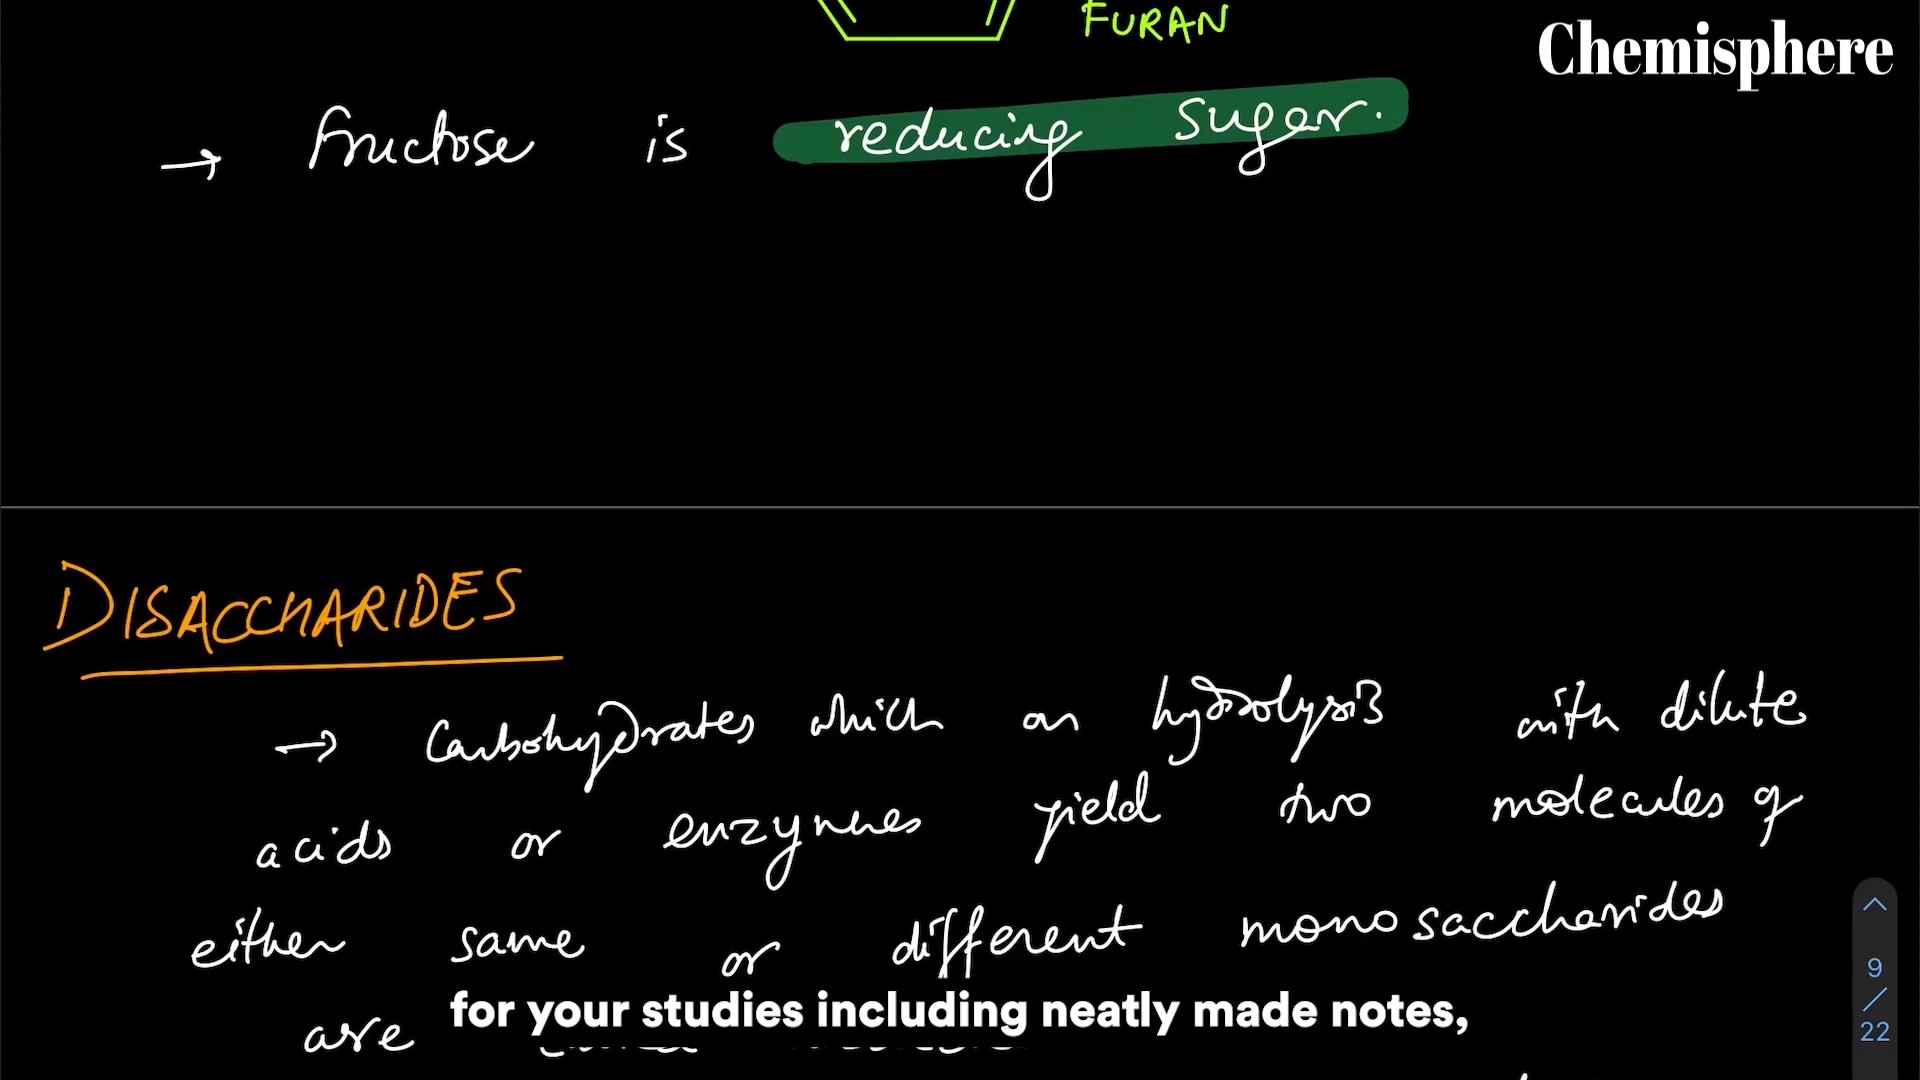 FURAN
Chemisphere
→ fructose is reducing sugar.
DISACCHARIDES
→ Carbohydrates which on hydrolysis with dilute
acids or enzymes yield two molecules of
either same or different monosaccharides
are
for your studies including neatly made notes,
9
/
22